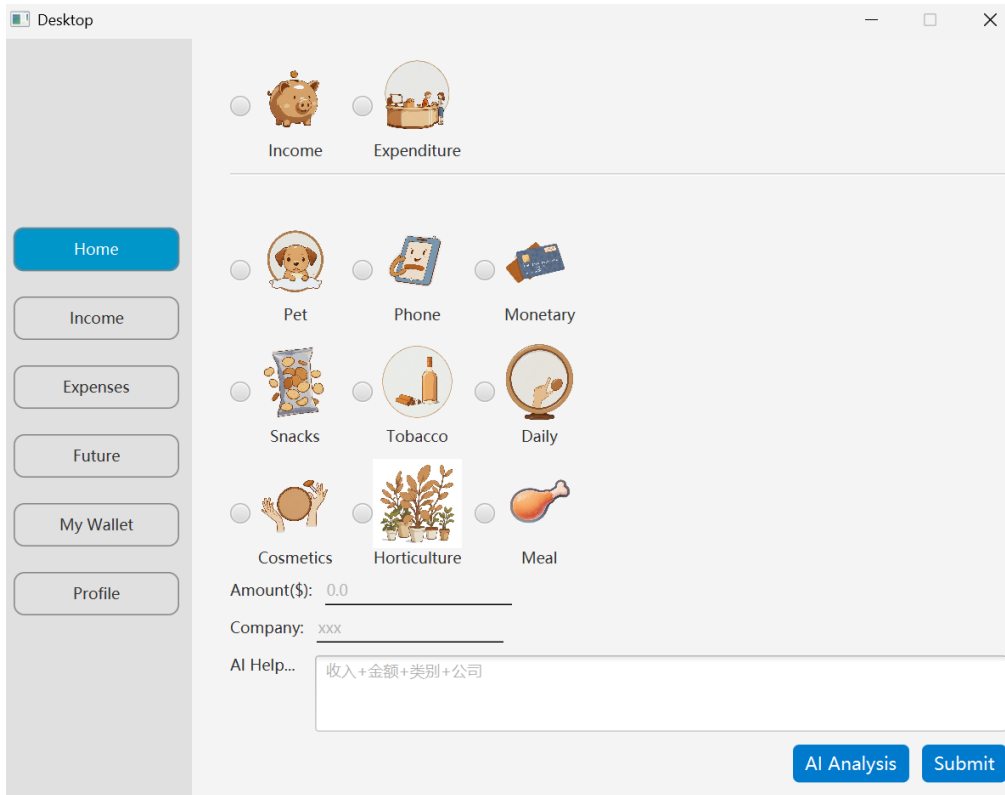 Desktop
Income Expenditure
Home
Income
Expenses
Future
My Wallet
Profile
Pet Phone Monetary
Snacks Tobacco Daily
Cosmetics Horticulture Meal
Amount($): 0.0
Company: xxx
AI Help... 收入+金额+类别+公司
AI Analysis Submit